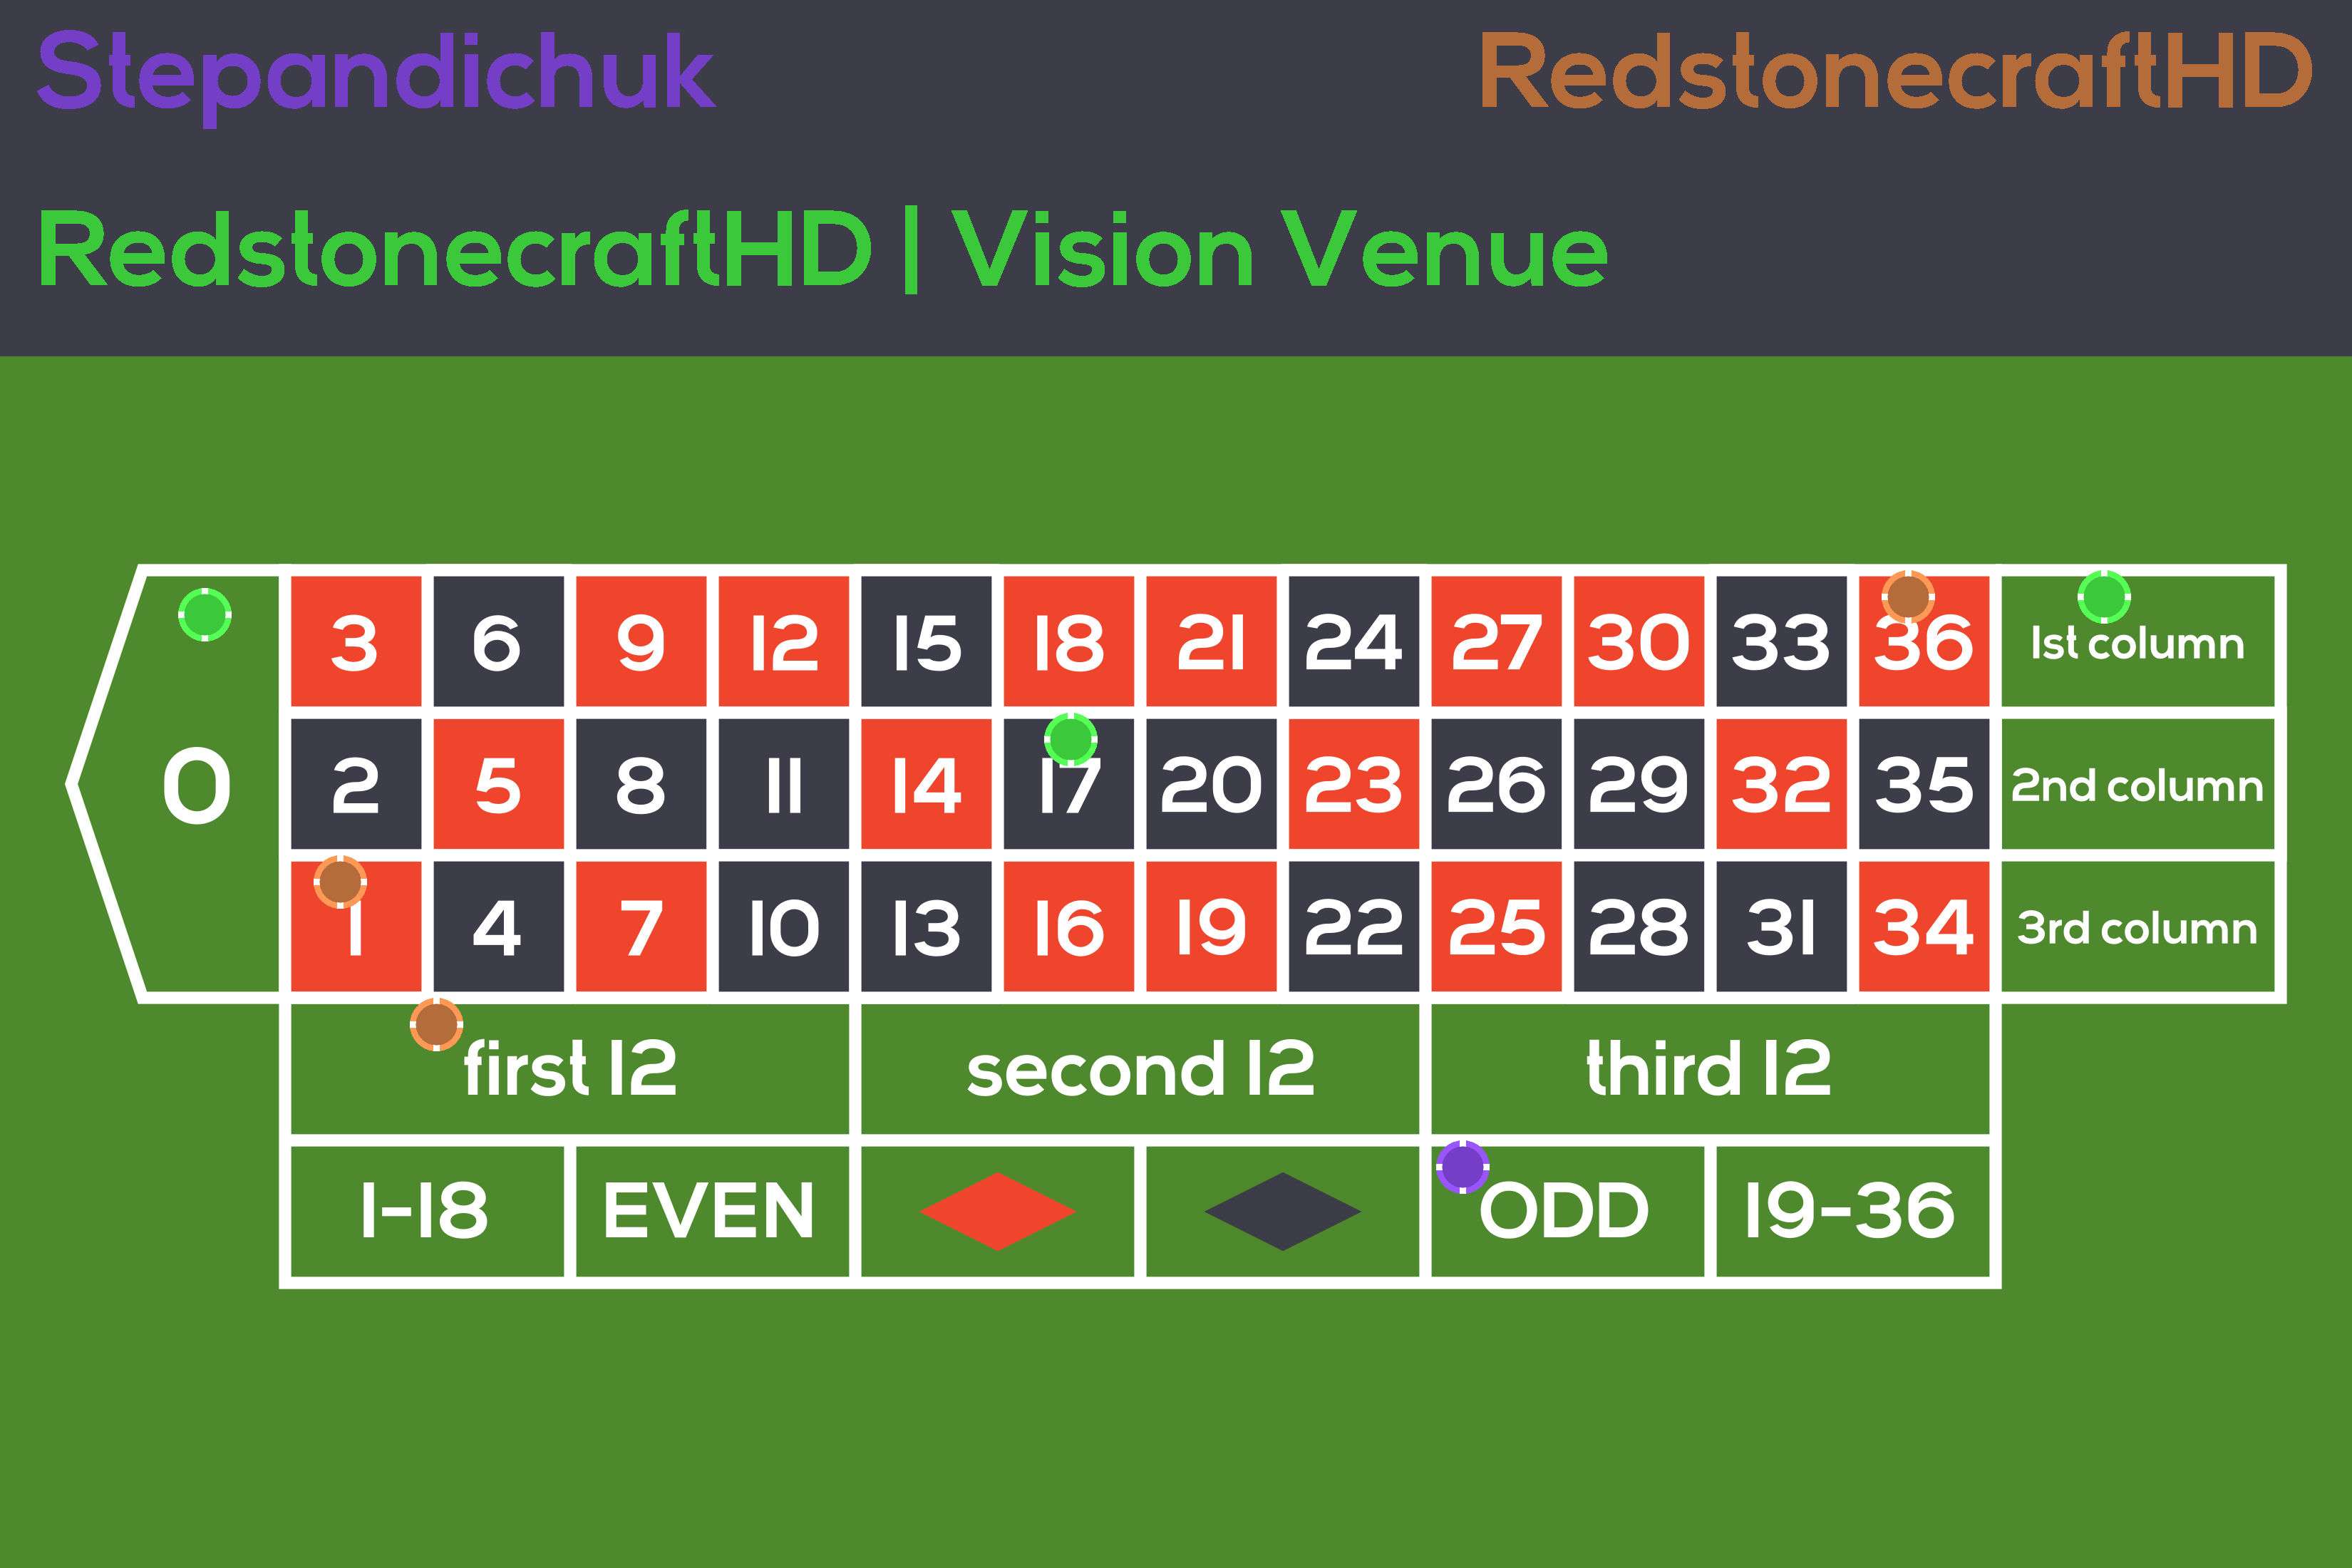 Stepandichuk RedstonecraftHD
RedstonecraftHD | Vision Venue
3 6 9 12 15 18 21 24 27 30 33 36 1st column
0 2 5 8 11 14 17 20 23 26 29 32 35 2nd column
1 4 7 10 13 16 19 22 25 28 31 34 3rd column
first 12 second 12 third 12
1-18 EVEN ODD 19-36